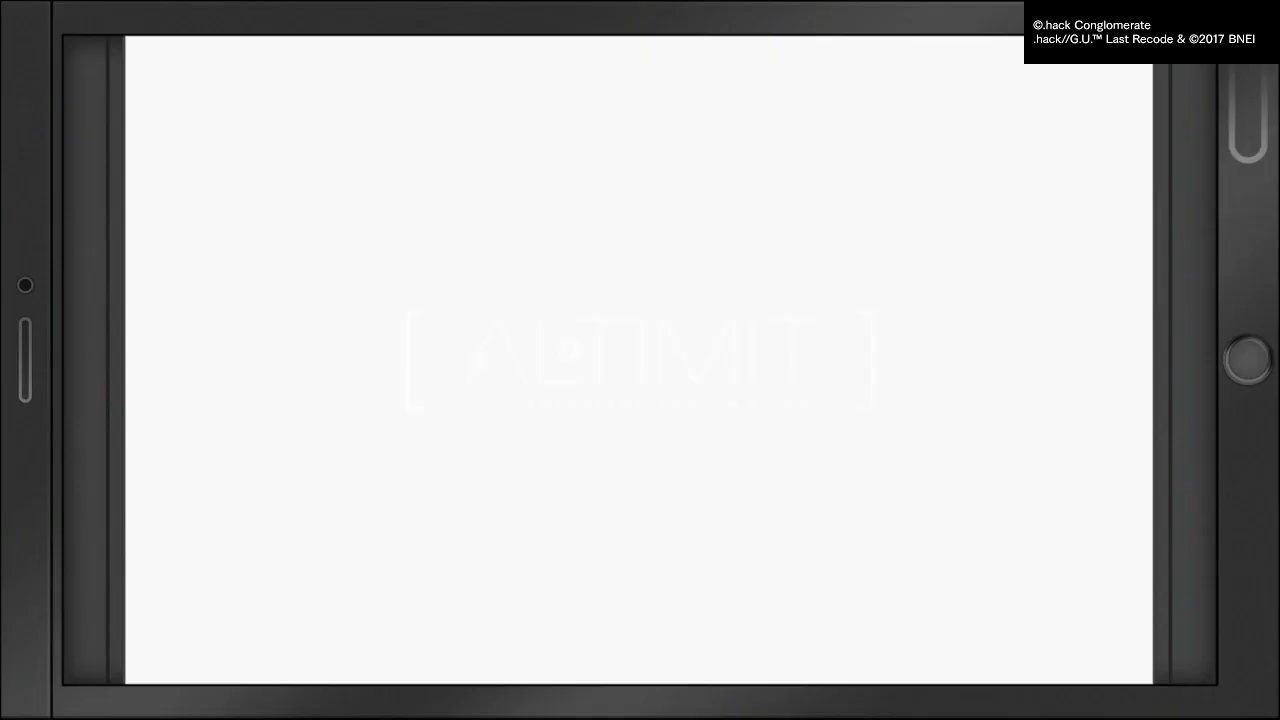 ©.hack Conglomerate
.hack//G.U.™ Last Recode & ©2017 BNEI
[ ALTIMIT ]